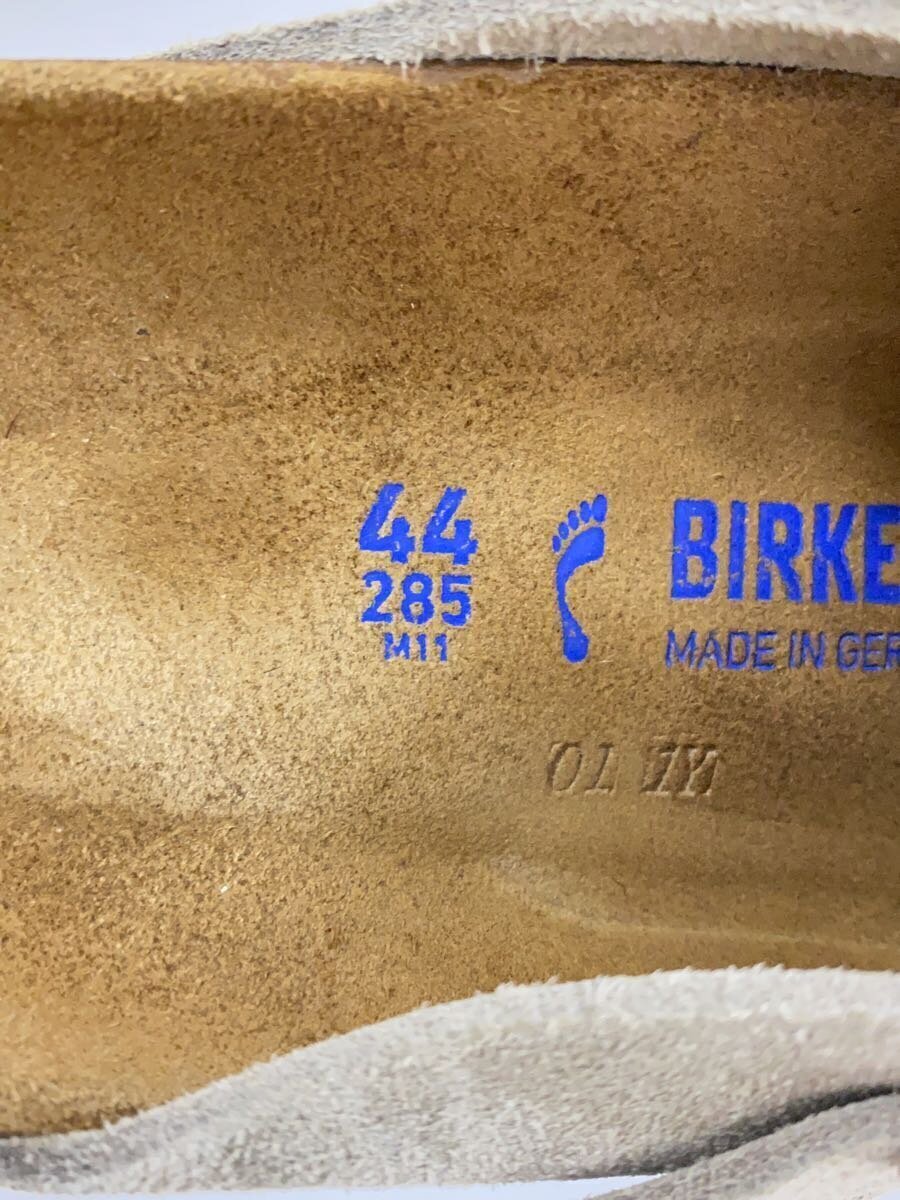 44
285
M11
BIRKE
MADE IN GER